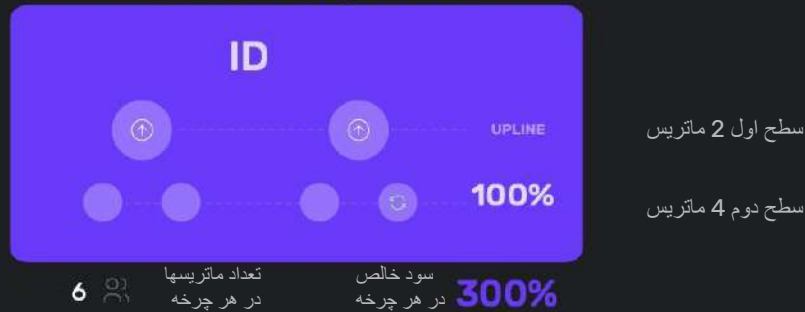 ID
UPLINE
سطح اول 2 ماتریس
100%
سطح دوم 4 ماتریس
6
تعداد ماتریسها
در هر چرخه
سود خالص
در هر چرخه
300%